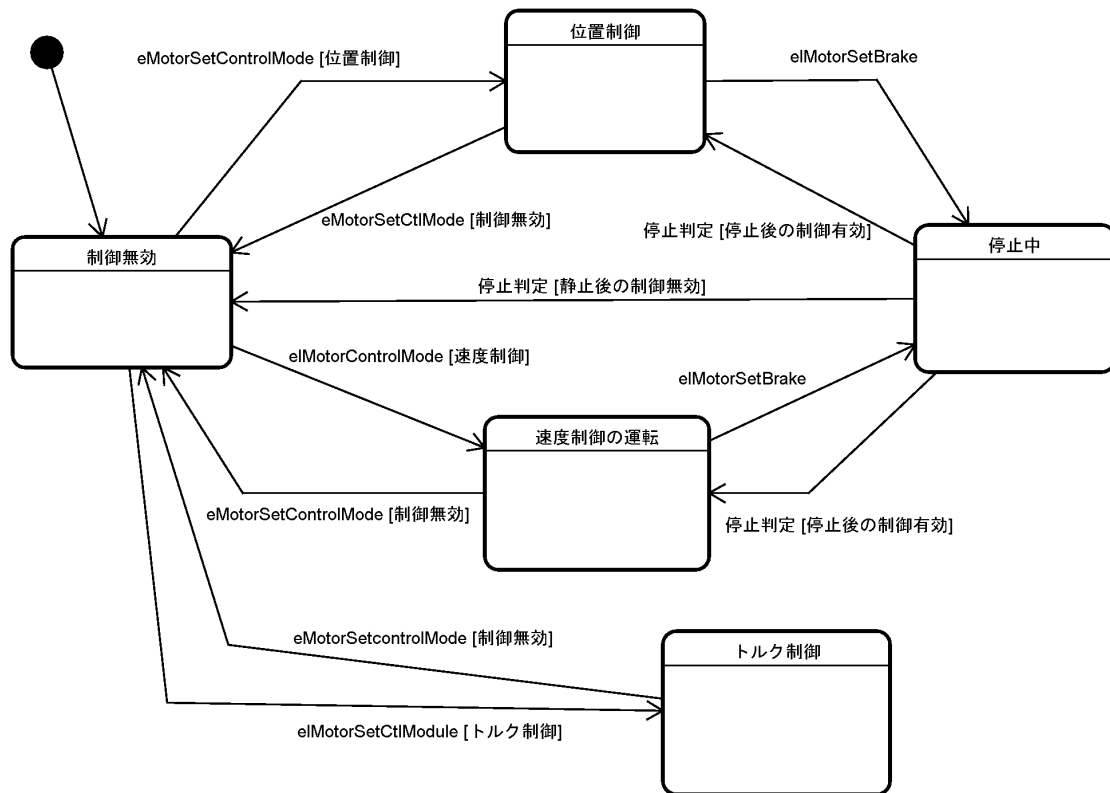 位置制御
eMotorSetControlMode [位置制御]
elMotorSetBrake
eMotorSetCtlMode [制御無効]
停止判定 [停止後の制御有効]
停止中
制御無効
停止判定 [静止後の制御無効]
elMotorControlMode [速度制御]
elMotorSetBrake
速度制御の運転
eMotorSetControlMode [制御無効]
停止判定 [停止後の制御有効]
eMotorSetcontrolMode [制御無効]
トルク制御
elMotorSetCtlModule [トルク制御]